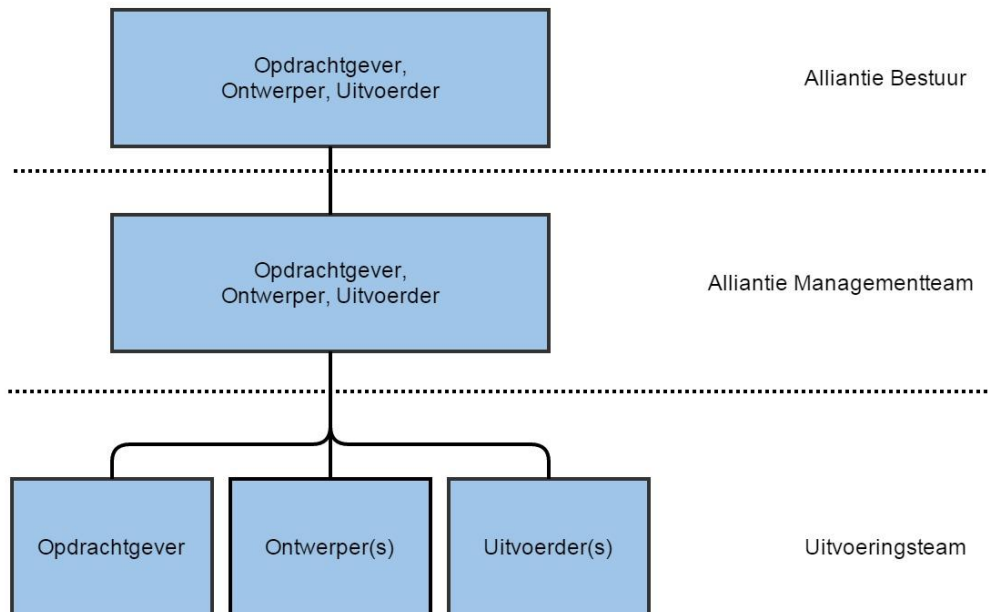 Opdrachtgever,
Ontwerper, Uitvoerder
Alliantie Bestuur
Opdrachtgever,
Ontwerper, Uitvoerder
Alliantie Managementteam
Opdrachtgever
Ontwerper(s)
Uitvoerder(s)
Uitvoeringsteam